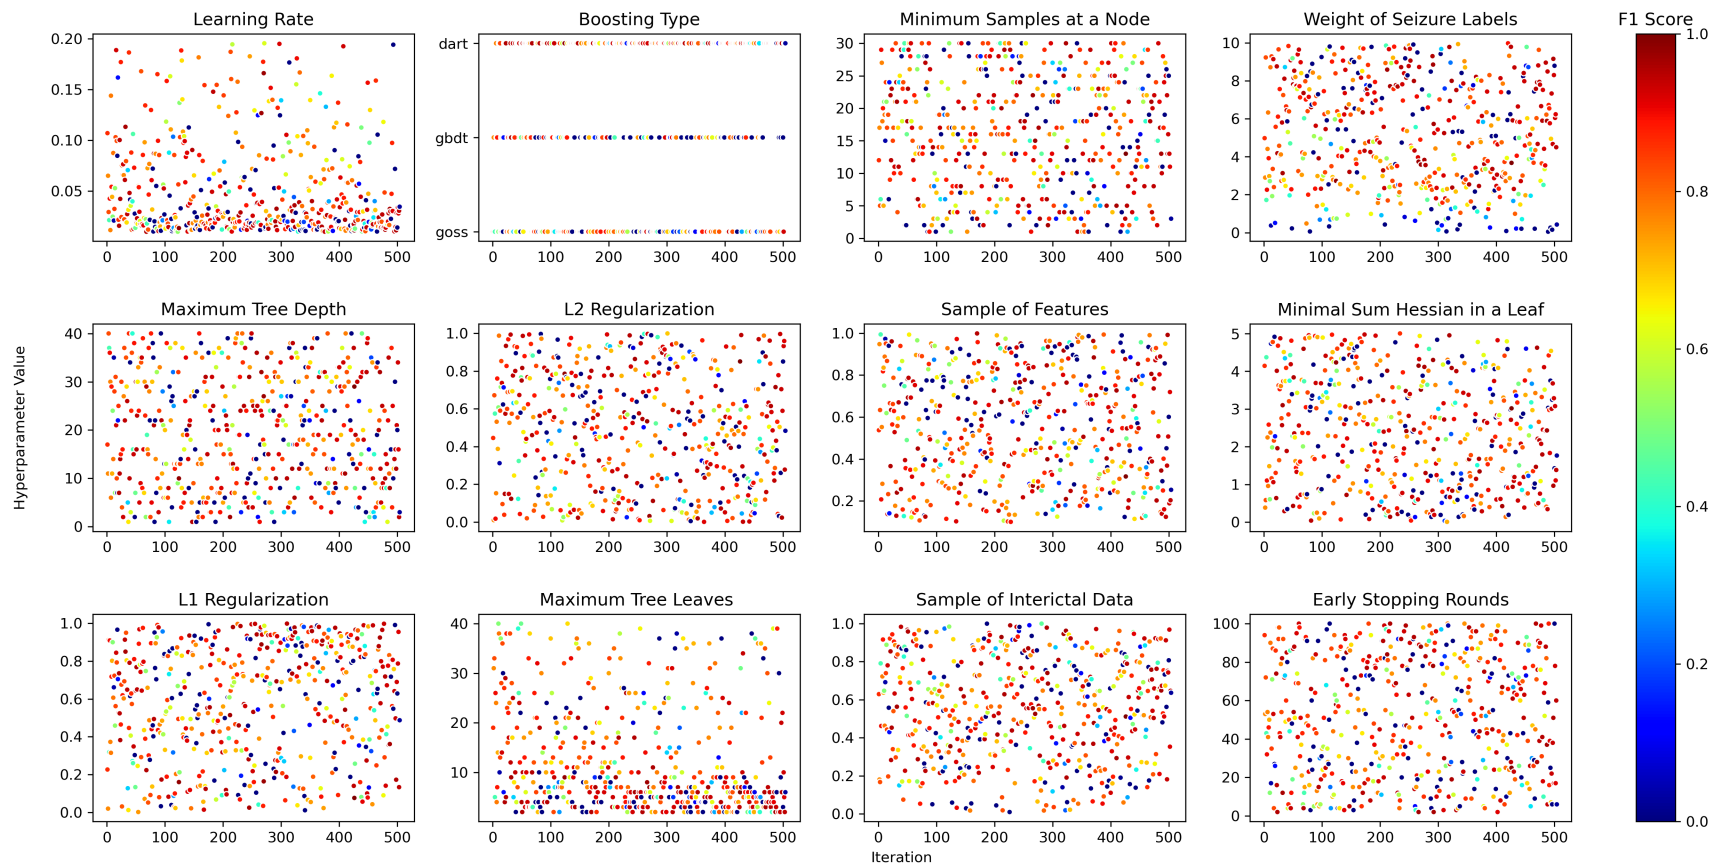 Learning Rate
Boosting Type
Minimum Samples at a Node
Weight of Seizure Labels
F1 Score
0.20
0.15
0.10
0.05
0 100 200 300 400 500
dart
gbdt
goss
0 100 200 300 400 500
30
25
20
15
10
5
0
0 100 200 300 400 500
10
8
6
4
2
0
0 100 200 300 400 500
1.0
0.8
0.6
0.4
0.2
0.0
Hyperparameter Value
Maximum Tree Depth
L2 Regularization
Sample of Features
Minimal Sum Hessian in a Leaf
40
30
20
10
0
0 100 200 300 400 500
1.0
0.8
0.6
0.4
0.2
0.0
0 100 200 300 400 500
1.0
0.8
0.6
0.4
0.2
0 100 200 300 400 500
5
4
3
2
1
0
0 100 200 300 400 500
L1 Regularization
Maximum Tree Leaves
Sample of Interictal Data
Early Stopping Rounds
1.0
0.8
0.6
0.4
0.2
0.0
0 100 200 300 400 500
40
30
20
10
0 100 200 300 400 500
1.0
0.8
0.6
0.4
0.2
0.0
0 100 200 300 400 500
100
80
60
40
20
0
0 100 200 300 400 500
Iteration